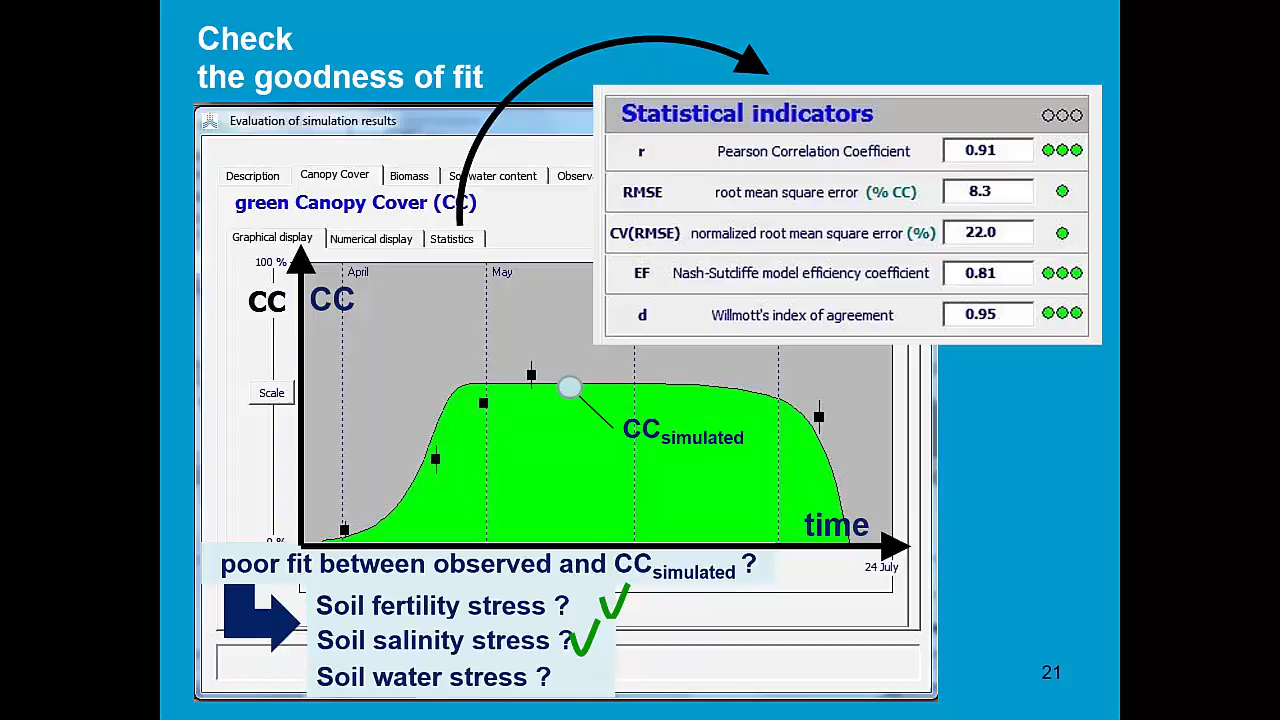 Check
the goodness of fit
Evaluation of simulation results
Description
Canopy Cover
Biomass
Soil water content
Observ
green Canopy Cover (CC)
Graphical display
Numerical display
Statistics
Statistical indicators
r Pearson Correlation Coefficient 0.91
RMSE root mean square error (% CC) 8.3
CV(RMSE) normalized root mean square error (%) 22.0
EF Nash-Sutcliffe model efficiency coefficient 0.81
d Willmott's index of agreement 0.95
100 %
April
May
CC
CC
Scale
CCsimulated
time
0 %
24 July
poor fit between observed and CCsimulated ?
Soil fertility stress ?
Soil salinity stress ?
Soil water stress ?
21